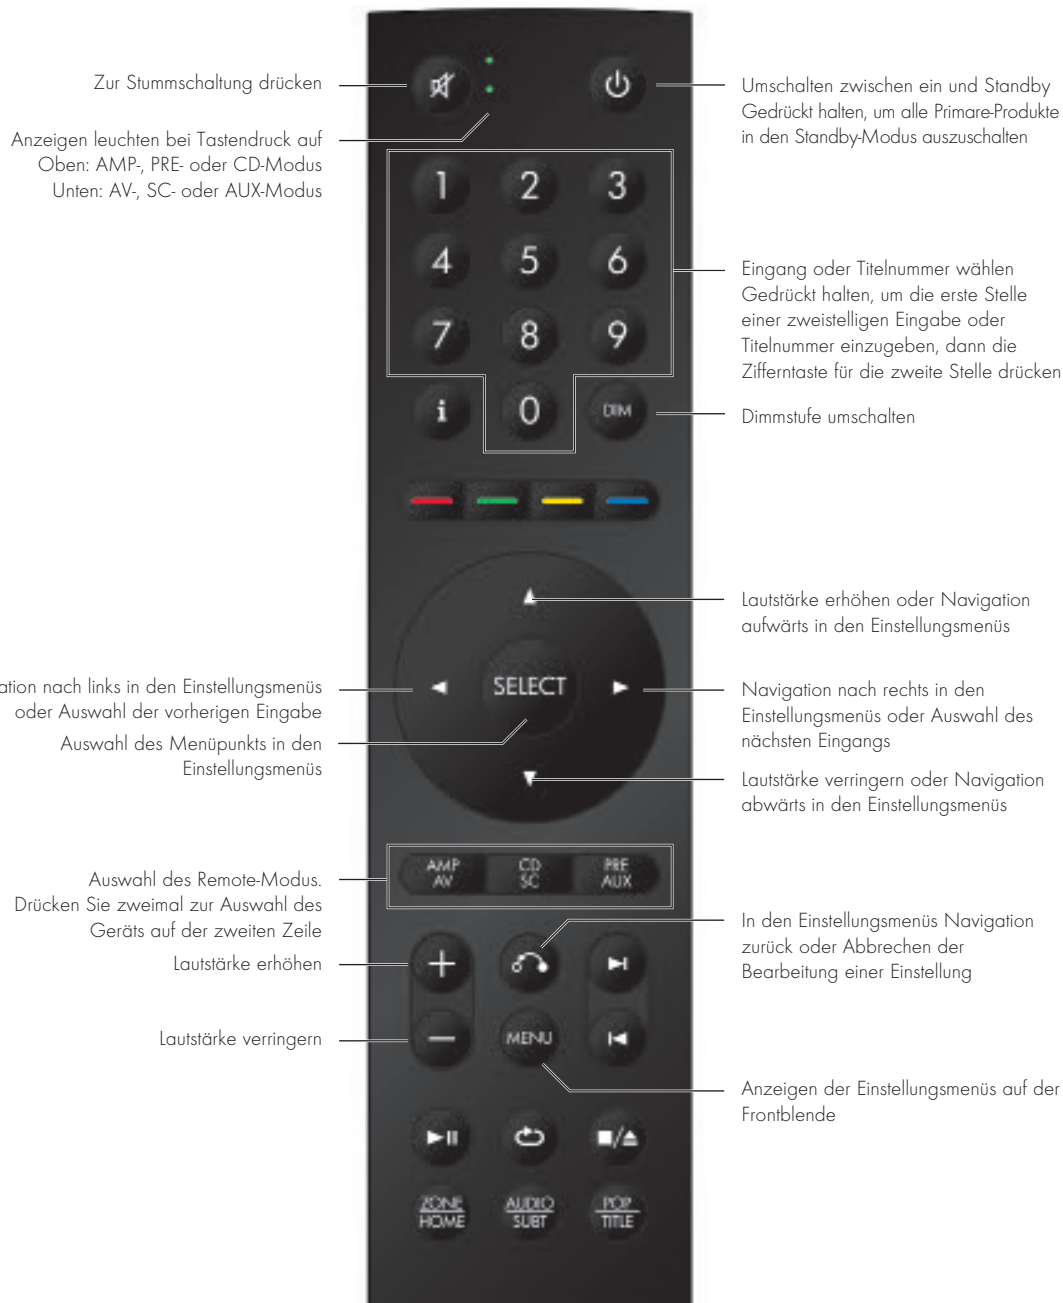 Zur Stummschaltung drücken
Umschalten zwischen ein und Standby
Gedrückt halten, um alle Primare-Produkte
in den Standby-Modus auszuschalten
Anzeigen leuchten bei Tastendruck auf
Oben: AMP-, PRE- oder CD-Modus
Unten: AV-, SC- oder AUX-Modus
1 2 3
4 5 6
7 8 9
i 0 DIM
Eingang oder Titelnummer wählen
Gedrückt halten, um die erste Stelle
einer zweistelligen Eingabe oder
Titelnummer einzugeben, dann die
Zifferntaste für die zweite Stelle drücken
Dimmstufe umschalten
Lautstärke erhöhen oder Navigation
aufwärts in den Einstellungsmenüs
nach links in den Einstellungsmenüs
oder Auswahl der vorherigen Eingabe
SELECT
Navigation nach rechts in den
Einstellungsmenüs oder Auswahl des
nächsten Eingangs
Auswahl des Menüpunkts in den
Einstellungsmenüs
Lautstärke verringern oder Navigation
abwärts in den Einstellungsmenüs
AMP CD PRE
AV SC AUX
Auswahl des Remote-Modus.
Drücken Sie zweimal zur Auswahl des
Geräts auf der zweiten Zeile
In den Einstellungsmenüs Navigation
zurück oder Abbrechen der
Bearbeitung einer Einstellung
Lautstärke erhöhen
Lautstärke verringern
MENU
Anzeigen der Einstellungsmenüs auf der
Frontblende
ZONE AUDIO POP
HOME SUBT TITLE